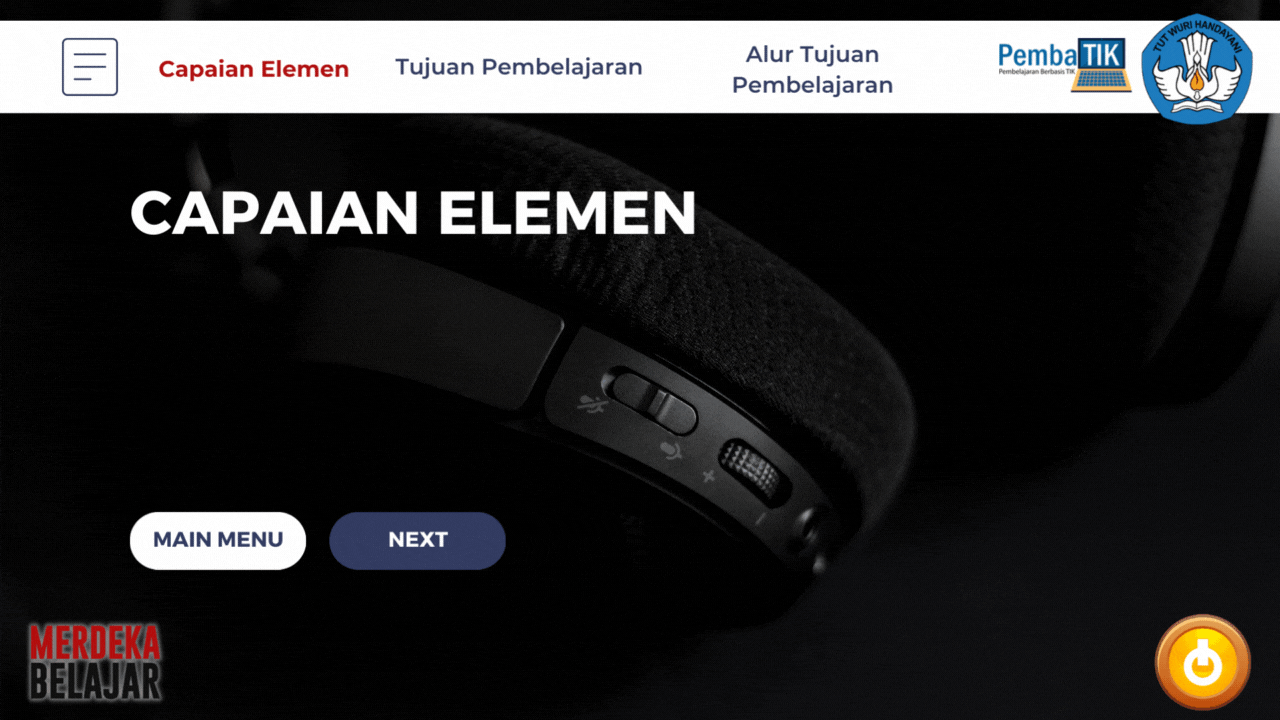 Capaian Elemen
Tujuan Pembelajaran
Alur Tujuan
Pembelajaran
PembaTIK
Pembelajaran Berbasis TIK
TUT WURI HANDAYANI
CAPAIAN ELEMEN
MAIN MENU
NEXT
MERDEKA
BELAJAR